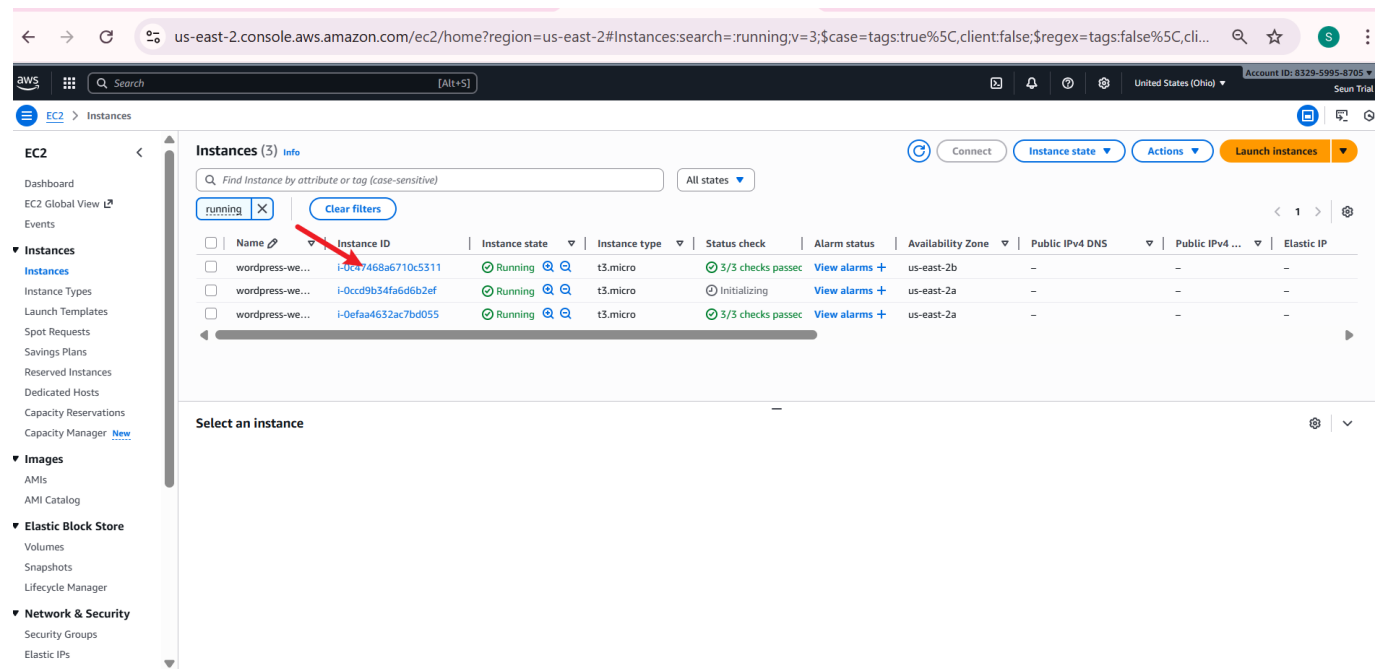 us-east-2.console.aws.amazon.com/ec2/home?region=us-east-2#Instances:search=:running;v=3;$case=tags:true%5C,client:false;$regex=tags:false%5C,cli...
S
aws
Search
[Alt+S]
United States (Ohio)
Account ID: 8329-5995-8705
Seun Trial
EC2 > Instances
EC2
Dashboard
EC2 Global View
Events
Instances
Instances
Instance Types
Launch Templates
Spot Requests
Savings Plans
Reserved Instances
Dedicated Hosts
Capacity Reservations
Capacity Manager New
Images
AMIs
AMI Catalog
Elastic Block Store
Volumes
Snapshots
Lifecycle Manager
Network & Security
Security Groups
Elastic IPs
Instances (3) Info
Connect
Instance state
Actions
Launch instances
Find Instance by attribute or tag (case-sensitive)
All states
running
Clear filters
1
Name Instance ID Instance state Instance type Status check Alarm status Availability Zone Public IPv4 DNS Public IPv4 ... Elastic IP
wordpress-we... i-0c47468a6710c5311 Running t3.micro 3/3 checks passec View alarms + us-east-2b – – –
wordpress-we... i-0ccd9b34fa6d6b2ef Running t3.micro Initializing View alarms + us-east-2a – – –
wordpress-we... i-0efaa4632ac7bd055 Running t3.micro 3/3 checks passec View alarms + us-east-2a – – –
Select an instance